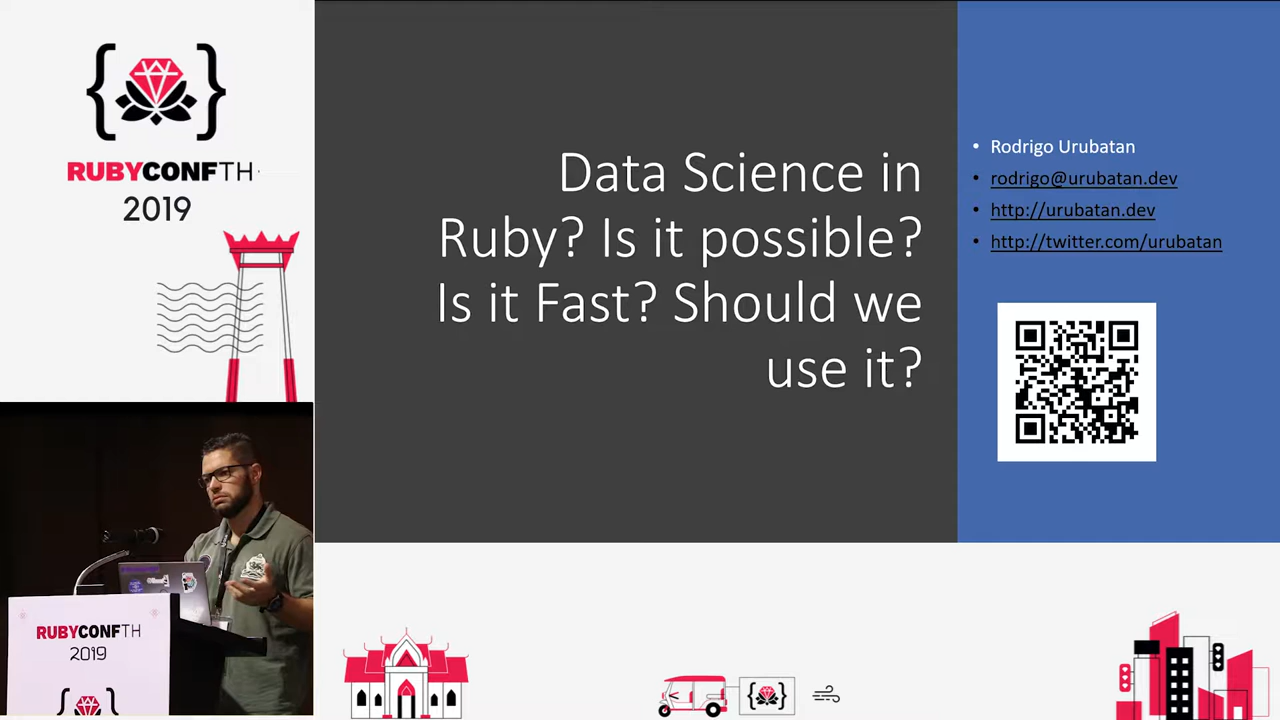 RUBYCONFTH
2019
Data Science in
Ruby? Is it possible?
Is it Fast? Should we
use it?
• Rodrigo Urubatan
• rodrigo@urubatan.dev
• http://urubatan.dev
• http://twitter.com/urubatan
RUBYCONFTH
2019